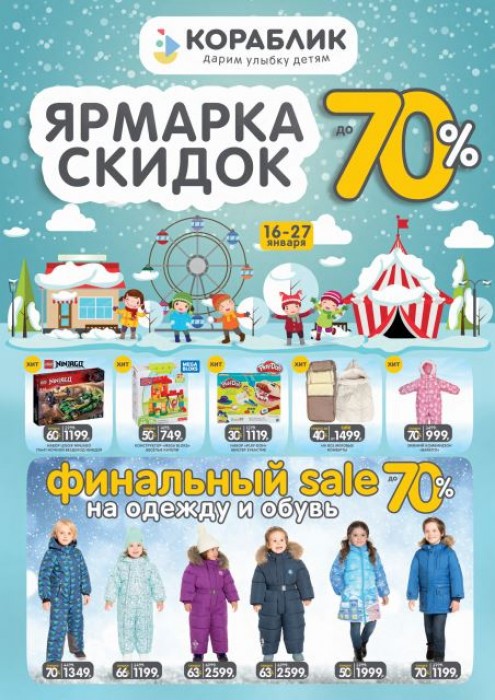 КОРАБЛИК
дарим улыбку детям
ЯРМАРКА
СКИДОК
до 70%
16-27
января
ХИТ
ХИТ
ХИТ
ХИТ
ХИТ
LEGO NINJAGO
MEGA BLOKS
Play-Doh
60 1199.
50 749.
30 1119.
40 1499.
70 999.
финальный sale
на одежду и обувь
до 70%
70 1349.
66 1199.
63 2599.
63 2599.
50 1999.
70 1199.